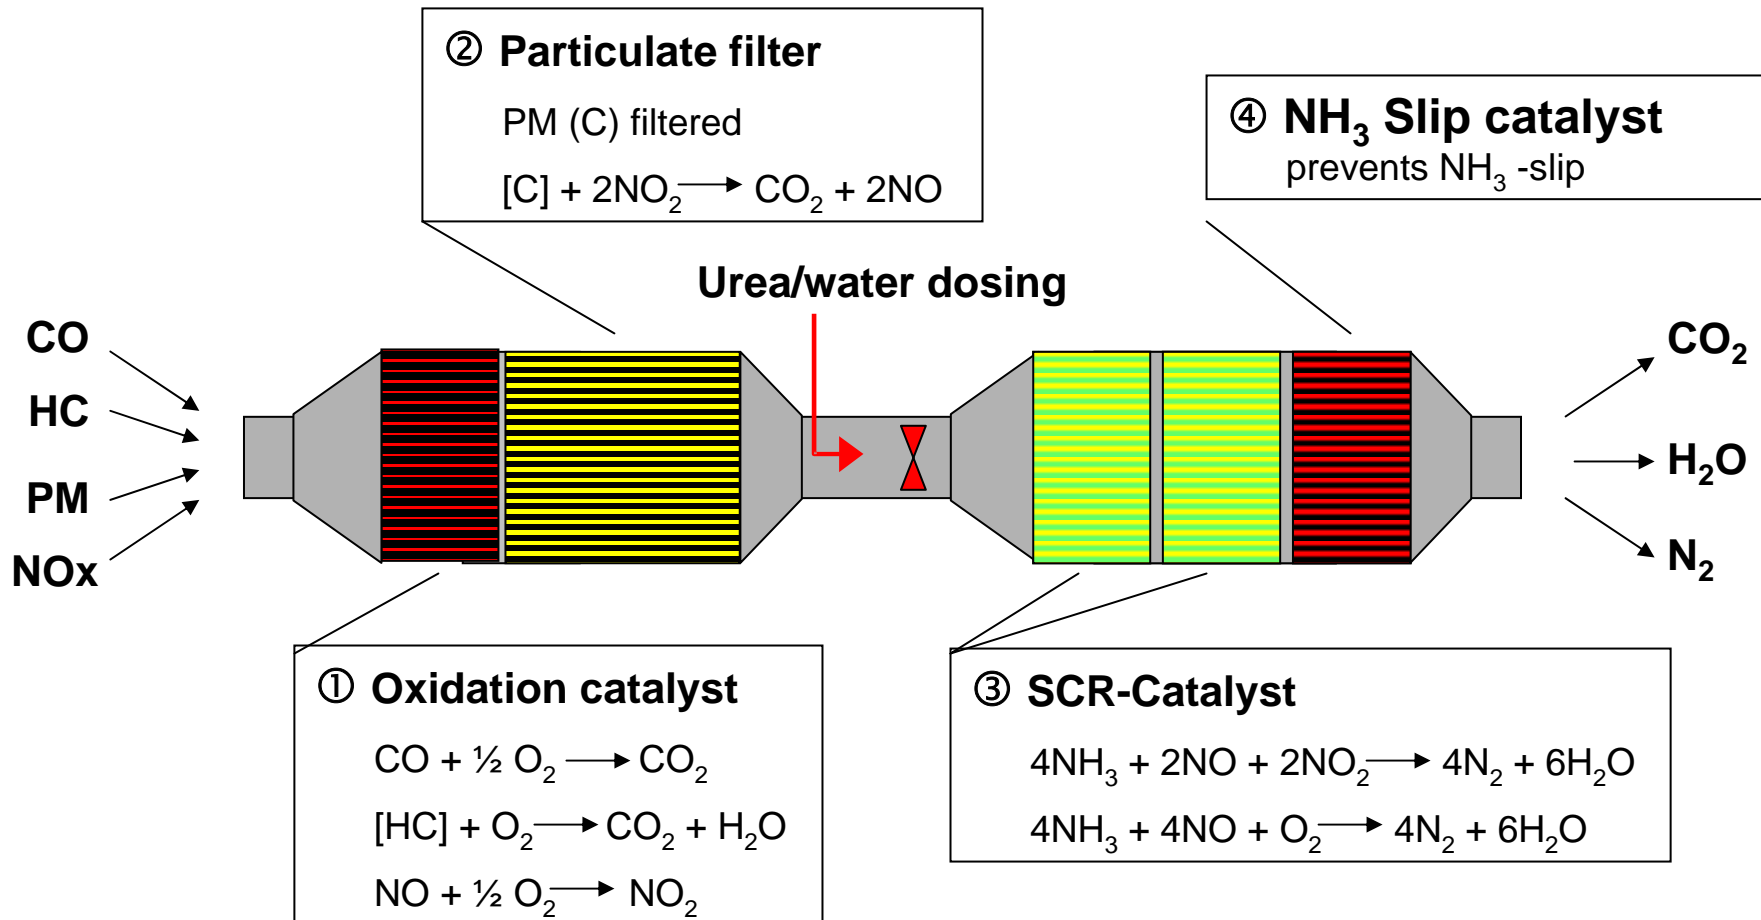 ② Particulate filter
PM (C) filtered
[C] + 2NO₂ → CO₂ + 2NO
④ NH₃ Slip catalyst
prevents NH₃ -slip
Urea/water dosing
CO
HC
PM
NOx
CO₂
H₂O
N₂
① Oxidation catalyst
CO + ½ O₂ → CO₂
[HC] + O₂ → CO₂ + H₂O
NO + ½ O₂ → NO₂
③ SCR-Catalyst
4NH₃ + 2NO + 2NO₂ → 4N₂ + 6H₂O
4NH₃ + 4NO + O₂ → 4N₂ + 6H₂O